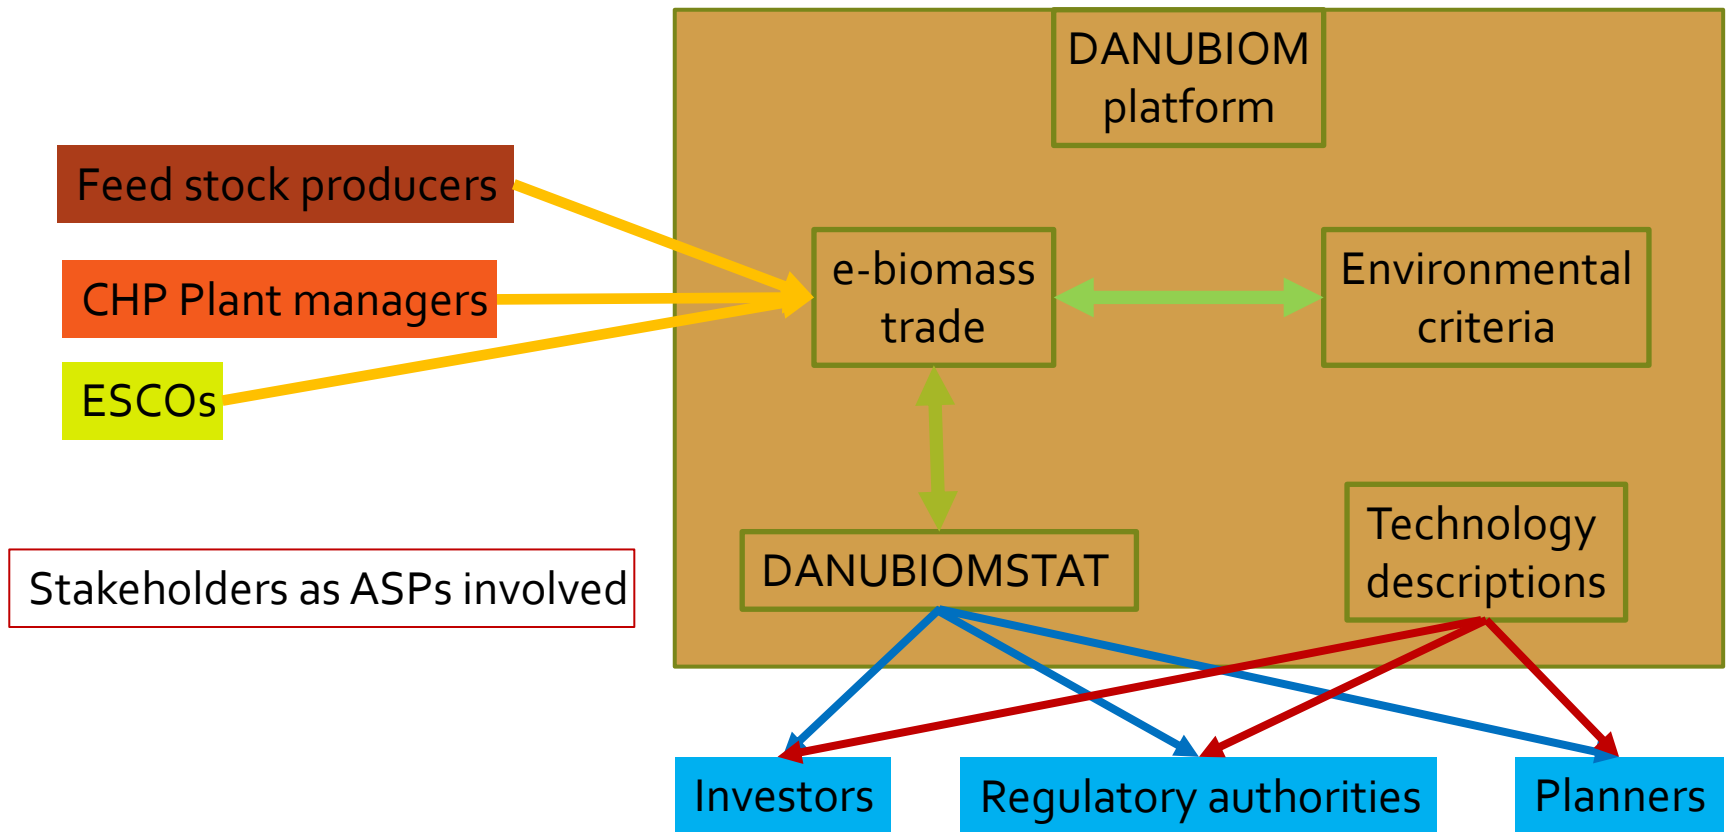 DANUBIOM
platform
Feed stock producers
CHP Plant managers
ESCOs
e-biomass
trade
Environmental
criteria
Stakeholders as ASPs involved
DANUBIOMSTAT
Technology
descriptions
Investors
Regulatory authorities
Planners